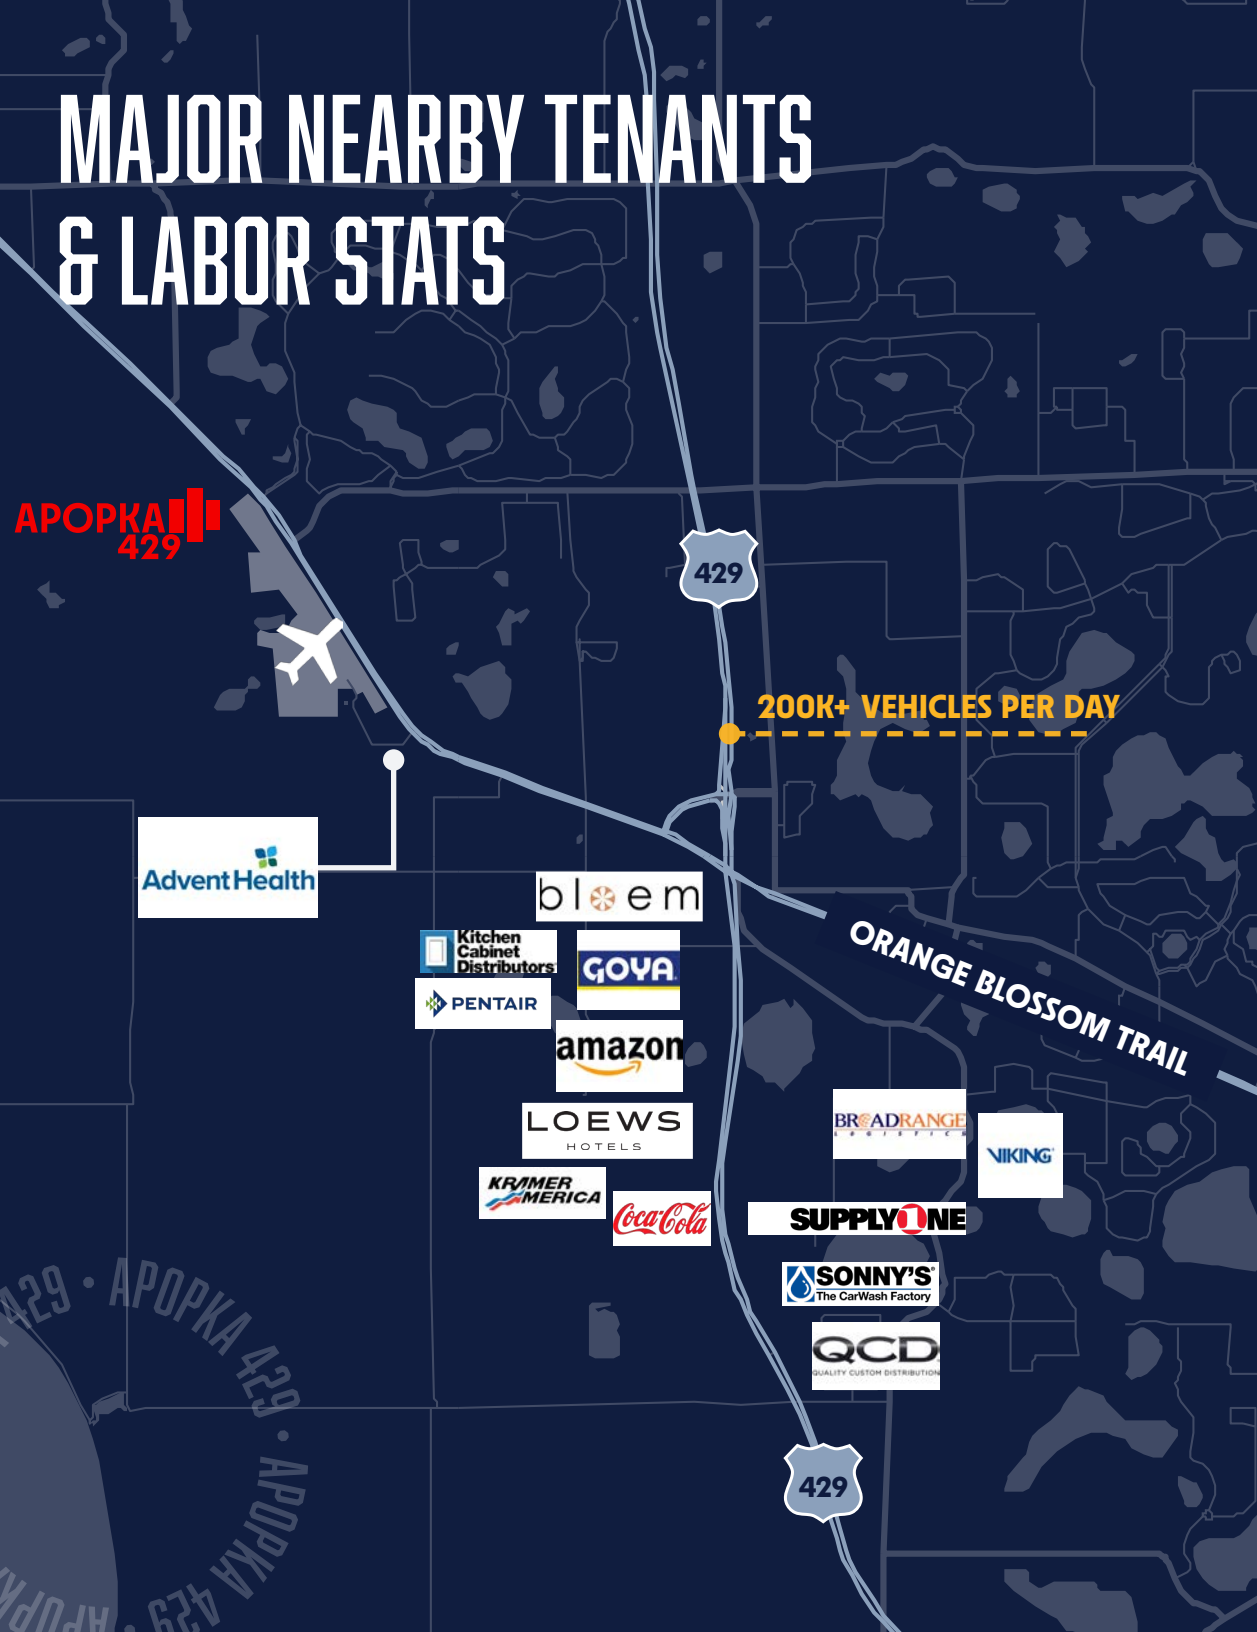 MAJOR NEARBY TENANTS
& LABOR STATS
APOPKA
429
429
200K+ VEHICLES PER DAY
AdventHealth
bloem
Kitchen
Cabinet
Distributors
GOYA
PENTAIR
amazon
ORANGE BLOSSOM TRAIL
LOEWS
HOTELS
BROADRANGE
LOGISTICS
VIKING
KRAMER
AMERICA
Coca-Cola
SUPPLYONE
SONNY'S
The CarWash Factory
QCD
QUALITY CUSTOM DISTRIBUTION
429 • APOPKA 429 • APOPKA 429 • APOPKA
429